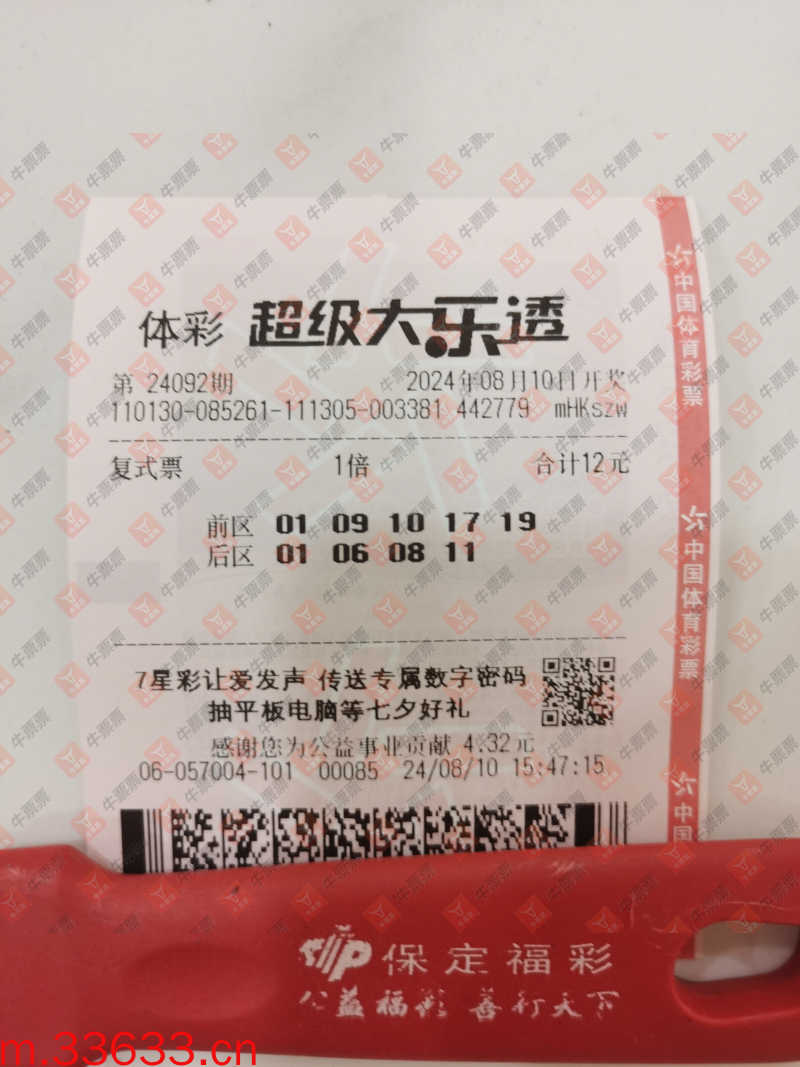 体彩 超级大乐透
第 24092期 2024年08月10日开奖
110130-085261-111305-003381 442779 mHKszw
复式票 1倍 合计12元
前区 01 09 10 17 19
后区 01 06 08 11
7星彩让爱发声 传送专属数字密码
抽平板电脑等七夕好礼
感谢您为公益事业贡献 4.32元
06-057004-101 00085 24/08/10 15:47:15
中国体育彩票
中国体育彩票
中国
保定福彩
公益福彩 善行天下
牛票票
m.33633.cn